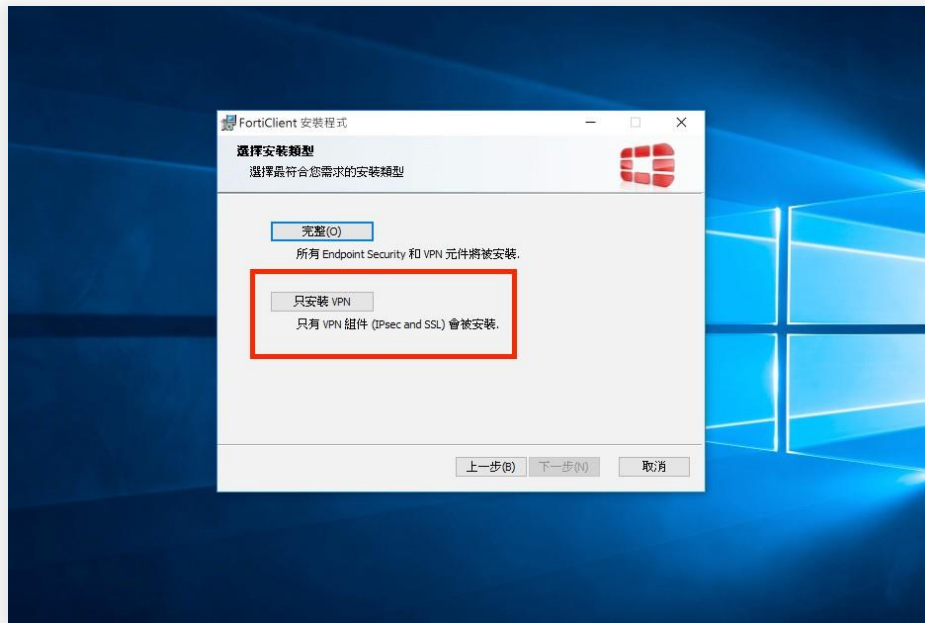 FortiClient 安裝程式
選擇安裝類型
選擇最符合您需求的安裝類型
完整(O)
所有 Endpoint Security 和 VPN 元件將被安裝.
只安裝 VPN
只有 VPN 組件 (IPsec and SSL) 會被安裝.
上一步(B) 下一步(N) 取消